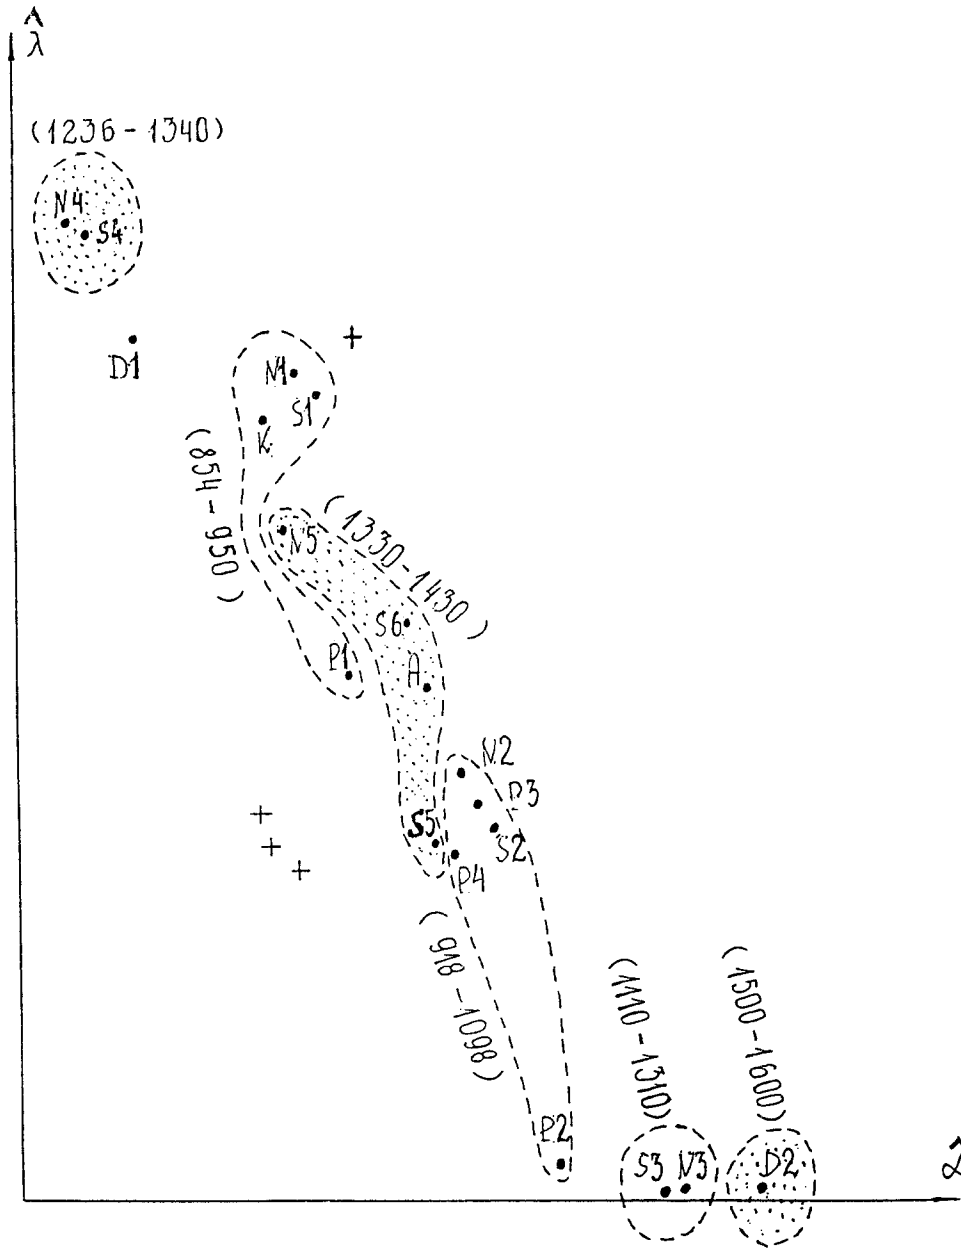 λ̂
(1236-1340)
N4
S4
D1
N1
S1
K
(854-950)
N5
(1330-1430)
S6
P1
A
N2
P3
S5
S2
P4
(918-1098)
(1110-1310)
(1500-1600)
P2
S3 N3
D2